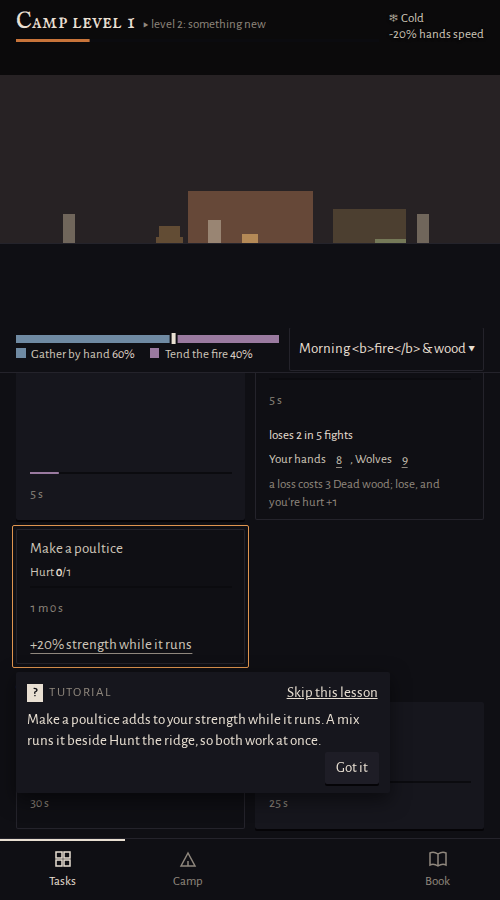 Camp level 1 ▸ level 2: something new
❄ Cold
-20% hands speed
Gather by hand 60% Tend the fire 40%
Morning <b>fire</b> & wood ▾
5 s
5 s
loses 2 in 5 fights
Your hands 8 , Wolves 9
a loss costs 3 Dead wood; lose, and
you're hurt +1
Make a poultice
Hurt 0/1
1 m 0 s
+20% strength while it runs
? TUTORIAL Skip this lesson
Make a poultice adds to your strength while it runs. A mix
runs it beside Hunt the ridge, so both work at once.
Got it
30 s
25 s
Tasks
Camp
Book